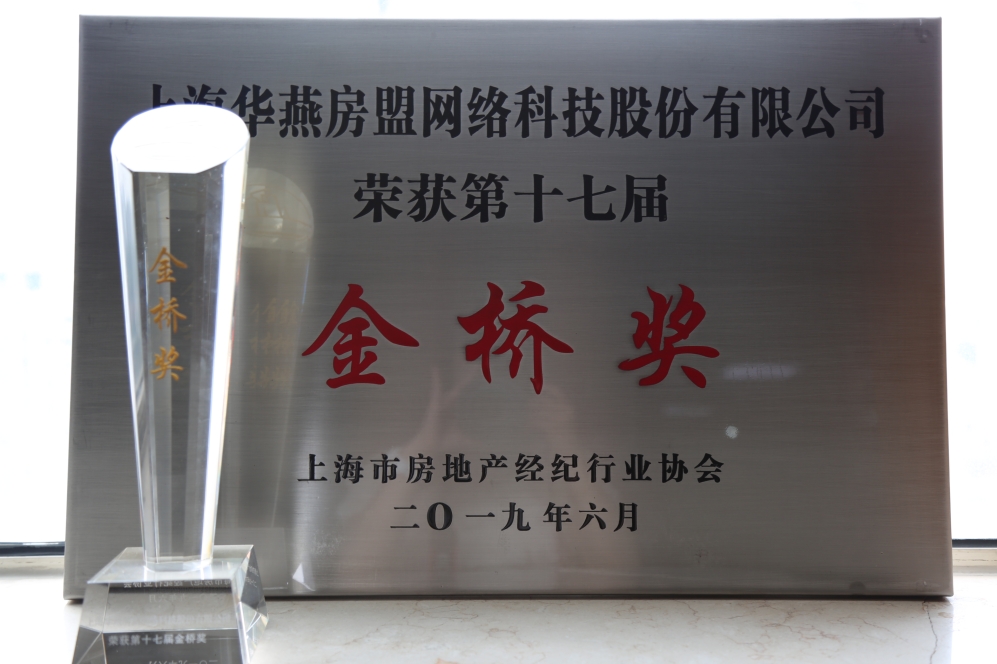 上海华燕房盟网络科技股份有限公司
荣获第十七届
金桥奖
上海市房地产经纪行业协会
二〇一九年六月
金桥奖
荣获第十七届金桥奖